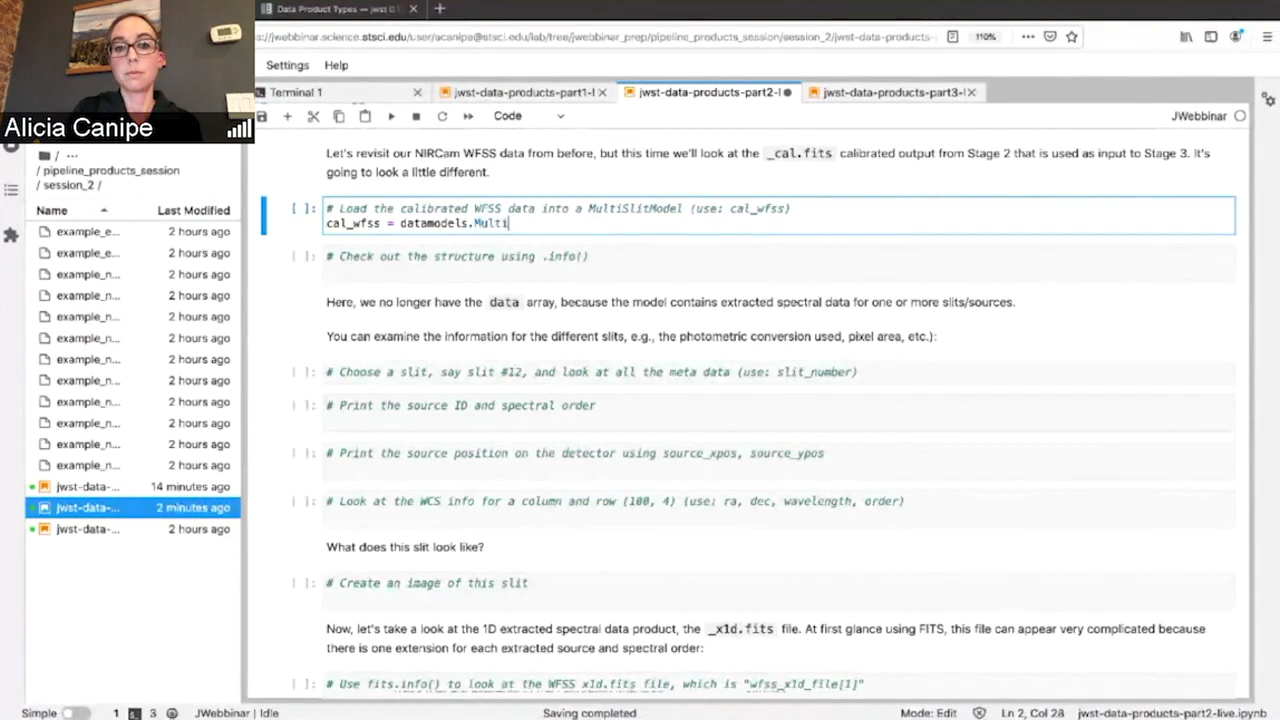 Data Product Types — jwst 0
s://jwebbinar.science.stsci.edu/user/acanipe@stsci.edu/lab/tree/jwebbinar_prep/pipeline_products_session/session_2/jwst-data-products-
110%
Settings Help
Terminal 1
jwst-data-products-part1-l
jwst-data-products-part2-l
jwst-data-products-part3-l
Alicia Canipe
Code
JWebbinar
/ ...
/ pipeline_products_session
/ session_2 /
Name Last Modified
example_e... 2 hours ago
example_e... 2 hours ago
example_n... 2 hours ago
example_n... 2 hours ago
example_n... 2 hours ago
example_n... 2 hours ago
example_n... 2 hours ago
example_n... 2 hours ago
example_n... 2 hours ago
example_n... 2 hours ago
example_n... 2 hours ago
example_n... 2 hours ago
jwst-data-... 14 minutes ago
jwst-data-... 2 minutes ago
jwst-data-... 2 hours ago
Let's revisit our NIRCam WFSS data from before, but this time we'll look at the _cal.fits calibrated output from Stage 2 that is used as input to Stage 3. It's
going to look a little different.
[ ]: # Load the calibrated WFSS data into a MultiSlitModel (use: cal_wfss)
cal_wfss = datamodels.Multi
[ ]: # Check out the structure using .info()
Here, we no longer have the data array, because the model contains extracted spectral data for one or more slits/sources.
You can examine the information for the different slits, e.g., the photometric conversion used, pixel area, etc.):
[ ]: # Choose a slit, say slit #12, and look at all the meta data (use: slit_number)
[ ]: # Print the source ID and spectral order
[ ]: # Print the source position on the detector using source_xpos, source_ypos
[ ]: # Look at the WCS info for a column and row (100, 4) (use: ra, dec, wavelength, order)
What does this slit look like?
[ ]: # Create an image of this slit
Now, let's take a look at the 1D extracted spectral data product, the _x1d.fits file. At first glance using FITS, this file can appear very complicated because
there is one extension for each extracted source and spectral order:
[ ]: # Use fits.info() to look at the WFSS x1d.fits file, which is "wfss_x1d_file[1]"
Simple 1 3 JWebbinar | Idle Saving completed Mode: Edit Ln 2, Col 28 jwst-data-products-part2-live.ipynb